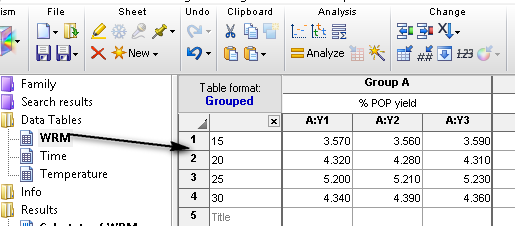 ism File Sheet Undo Clipboard Analysis Change
New Analyze 123
Family
Search results
Data Tables
WRM
Time
Temperature
Info
Results
Table format:
Grouped
Group A
% POP yield
A:Y1 A:Y2 A:Y3
1 15 3.570 3.560 3.590
2 20 4.320 4.280 4.310
3 25 5.200 5.210 5.230
4 30 4.340 4.390 4.360
5 Title